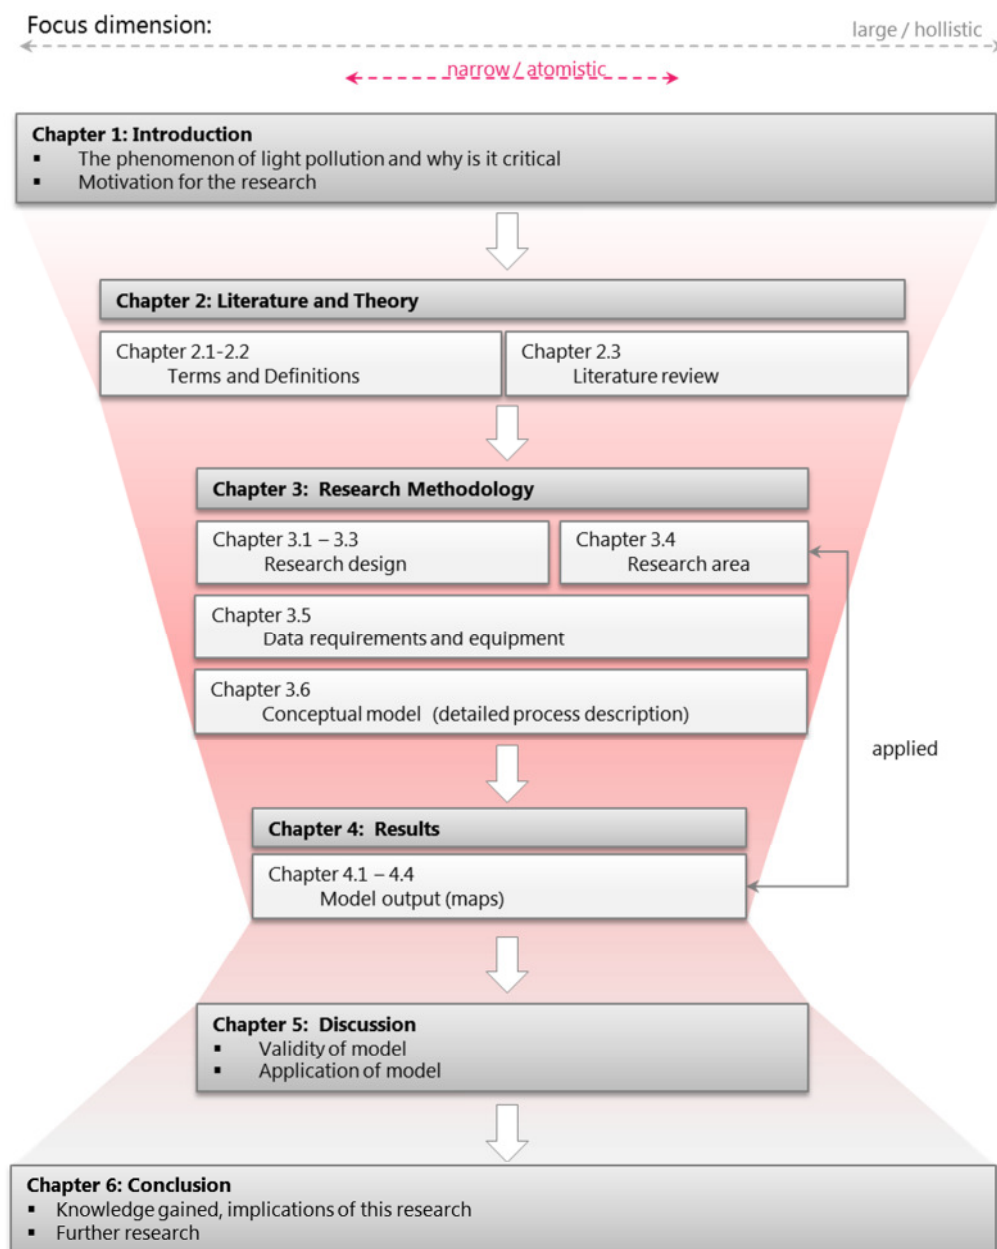 Focus dimension:
large / hollistic
narrow / atomistic
Chapter 1: Introduction
▪ The phenomenon of light pollution and why is it critical
▪ Motivation for the research
Chapter 2: Literature and Theory
Chapter 2.1-2.2
Terms and Definitions
Chapter 2.3
Literature review
Chapter 3: Research Methodology
Chapter 3.1 – 3.3
Research design
Chapter 3.4
Research area
Chapter 3.5
Data requirements and equipment
Chapter 3.6
Conceptual model (detailed process description)
applied
Chapter 4: Results
Chapter 4.1 – 4.4
Model output (maps)
Chapter 5: Discussion
▪ Validity of model
▪ Application of model
Chapter 6: Conclusion
▪ Knowledge gained, implications of this research
▪ Further research